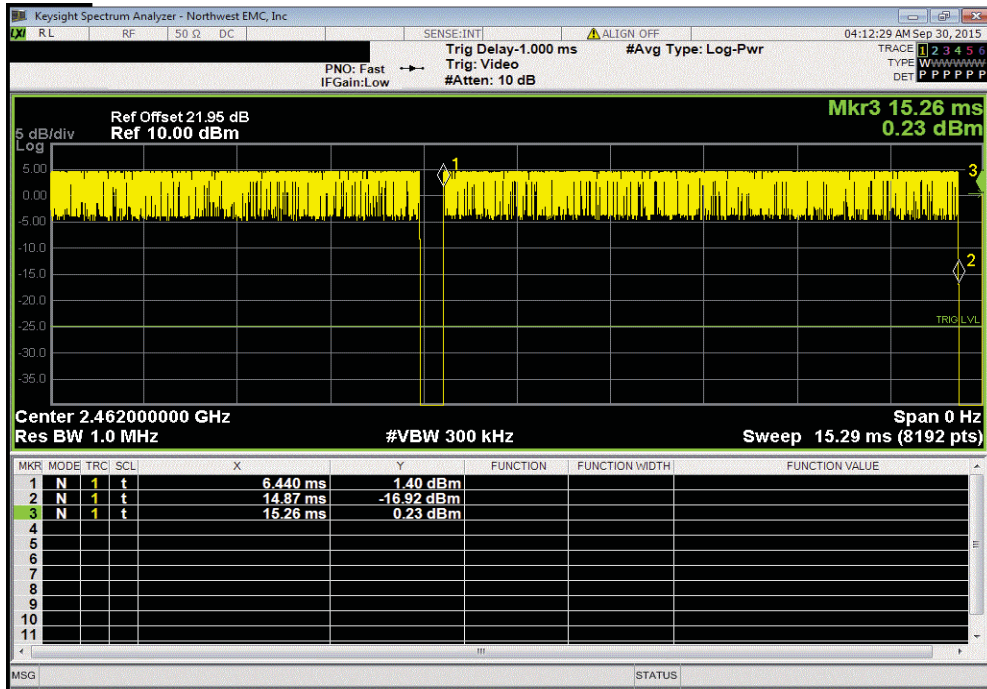 Keysight Spectrum Analyzer - Northwest EMC, Inc
LXI RL RF 50 Ω DC SENSE:INT ALIGN OFF 04:12:29 AM Sep 30, 2015
PNO: Fast
IFGain:Low
Trig Delay-1.000 ms
Trig: Video
#Atten: 10 dB
#Avg Type: Log-Pwr
TRACE 1 2 3 4 5 6
TYPE WWWWWW
DET P P P P P P
Mkr3 15.26 ms
0.23 dBm
Ref Offset 21.95 dB
5 dB/div Ref 10.00 dBm
Log
5.00
0.00
-5.00
-10.0
-15.0
-20.0
-25.0
-30.0
-35.0
1
3
2
TRIG LVL
Center 2.462000000 GHz Span 0 Hz
Res BW 1.0 MHz #VBW 300 kHz Sweep 15.29 ms (8192 pts)
MKR MODE TRC SCL X Y FUNCTION FUNCTION WIDTH FUNCTION VALUE
1 N 1 t 6.440 ms 1.40 dBm
2 N 1 t 14.87 ms -16.92 dBm
3 N 1 t 15.26 ms 0.23 dBm
4
5
6
7
8
9
10
11
MSG STATUS